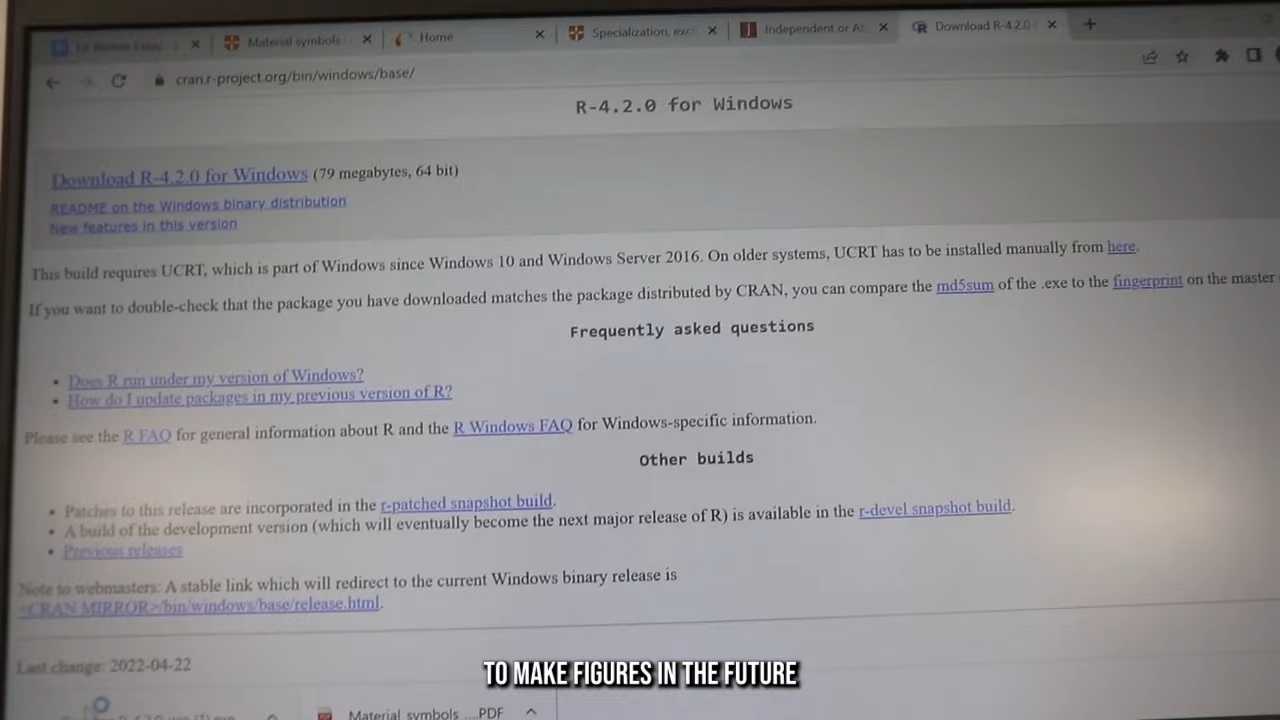 Material symbols
Home
Specialization, exc
Independent or Al
Download R-4.2.0
cran.r-project.org/bin/windows/base/
R-4.2.0 for Windows
Download R-4.2.0 for Windows (79 megabytes, 64 bit)
README on the Windows binary distribution
New features in this version
This build requires UCRT, which is part of Windows since Windows 10 and Windows Server 2016. On older systems, UCRT has to be installed manually from here.
If you want to double-check that the package you have downloaded matches the package distributed by CRAN, you can compare the md5sum of the .exe to the fingerprint on the master
Frequently asked questions
• Does R run under my version of Windows?
• How do I update packages in my previous version of R?
Please see the R FAQ for general information about R and the R Windows FAQ for Windows-specific information.
Other builds
• Patches to this release are incorporated in the r-patched snapshot build.
• A build of the development version (which will eventually become the next major release of R) is available in the r-devel snapshot build.
• Previous releases
Note to webmasters: A stable link which will redirect to the current Windows binary release is
<CRAN MIRROR>/bin/windows/base/release.html.
Last change: 2022-04-22
TO MAKE FIGURES IN THE FUTURE
Material symbols ....PDF